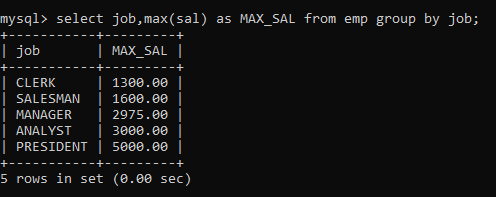 mysql> select job,max(sal) as MAX_SAL from emp group by job;
+-----------+---------+
| job       | MAX_SAL |
+-----------+---------+
| CLERK     | 1300.00 |
| SALESMAN  | 1600.00 |
| MANAGER   | 2975.00 |
| ANALYST   | 3000.00 |
| PRESIDENT | 5000.00 |
+-----------+---------+
5 rows in set (0.00 sec)